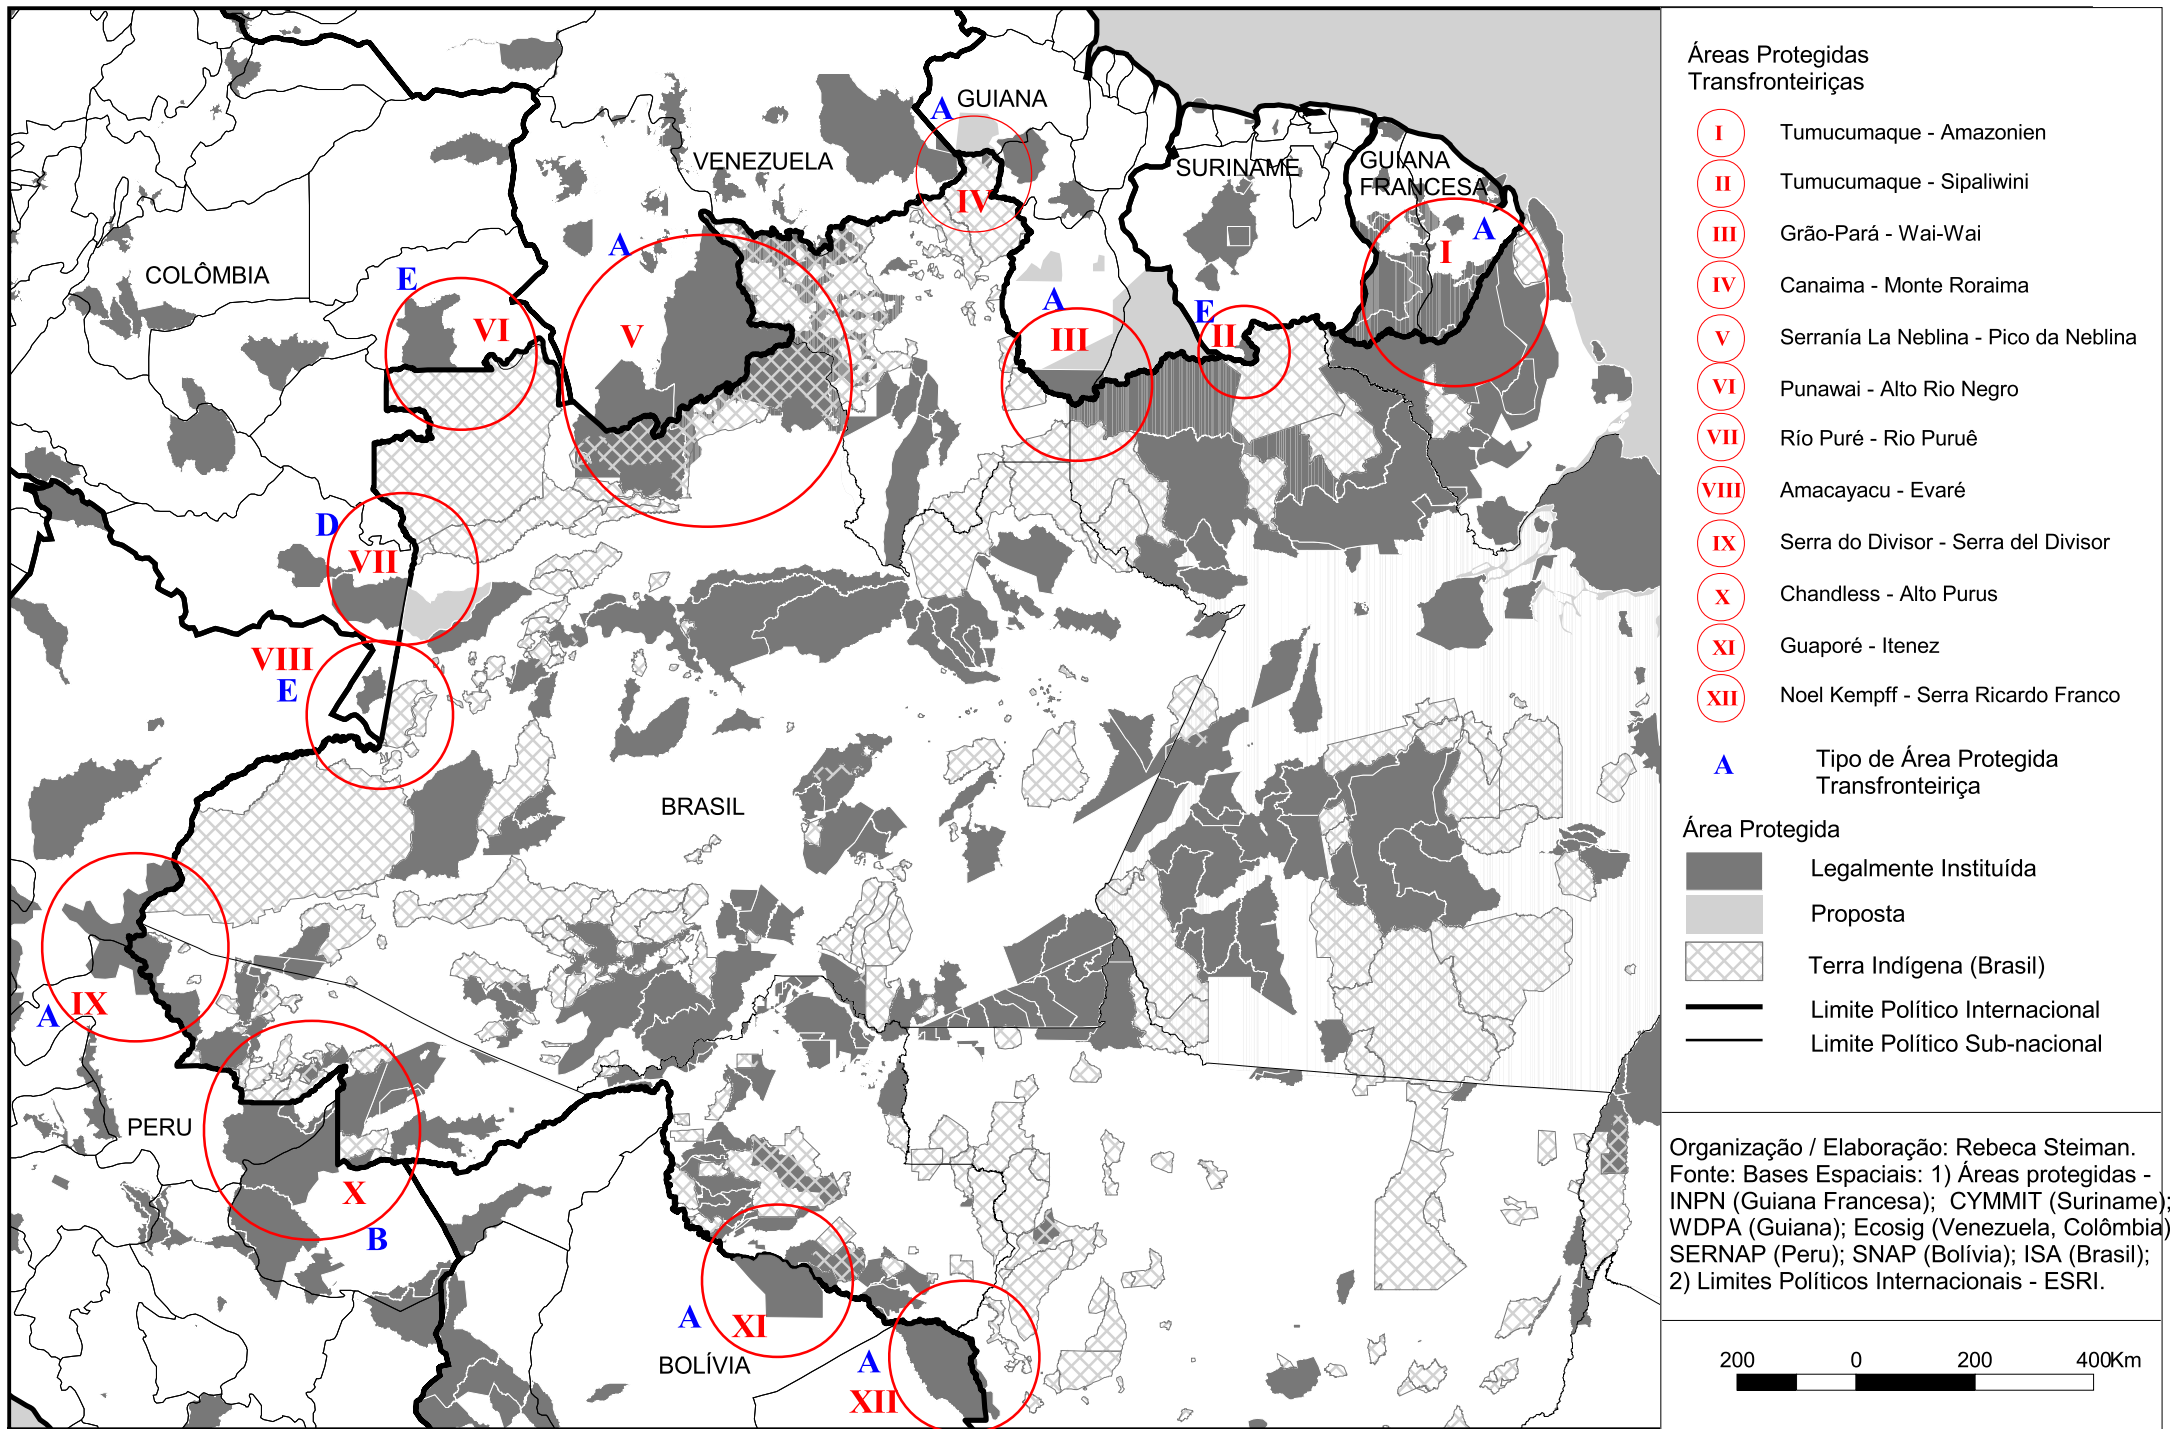 COLÔMBIA
VENEZUELA
GUIANA
SURINAME
GUIANA
FRANCESA
BRASIL
PERU
BOLÍVIA
A
I
E
II
A
III
A
IV
A
V
E
VI
D
VII
VIII
E
IX
A
X
B
A
XI
A
XII
Áreas Protegidas
Transfronteiriças
I Tumucumaque - Amazonien
II Tumucumaque - Sipaliwini
III Grão-Pará - Wai-Wai
IV Canaima - Monte Roraima
V Serranía La Neblina - Pico da Neblina
VI Punawai - Alto Rio Negro
VII Río Puré - Rio Puruê
VIII Amacayacu - Evaré
IX Serra do Divisor - Serra del Divisor
X Chandless - Alto Purus
XI Guaporé - Itenez
XII Noel Kempff - Serra Ricardo Franco
A Tipo de Área Protegida
Transfronteiriça
Área Protegida
Legalmente Instituída
Proposta
Terra Indígena (Brasil)
Limite Político Internacional
Limite Político Sub-nacional
Organização / Elaboração: Rebeca Steiman.
Fonte: Bases Espaciais: 1) Áreas protegidas -
INPN (Guiana Francesa); CYMMIT (Suriname);
WDPA (Guiana); Ecosig (Venezuela, Colômbia)
SERNAP (Peru); SNAP (Bolívia); ISA (Brasil);
2) Limites Políticos Internacionais - ESRI.
200 0 200 400Km